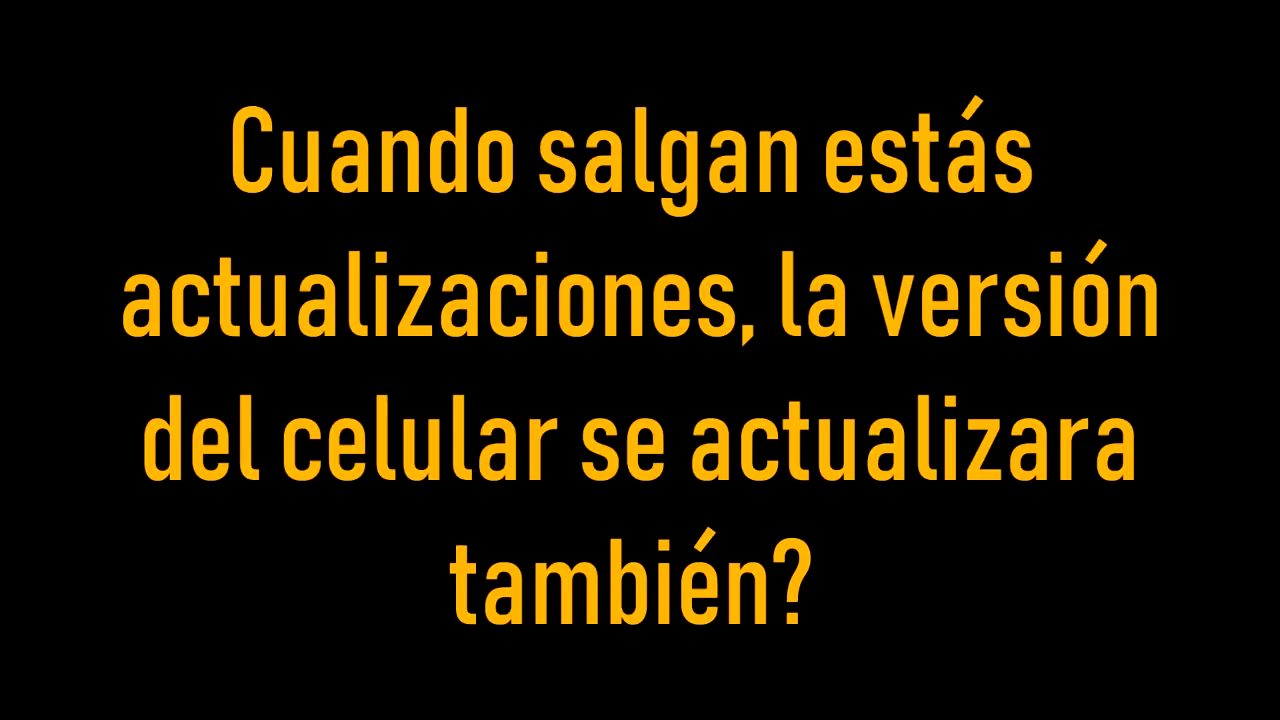 Cuando salgan estás
actualizaciones, la versión
del celular se actualizara
también?